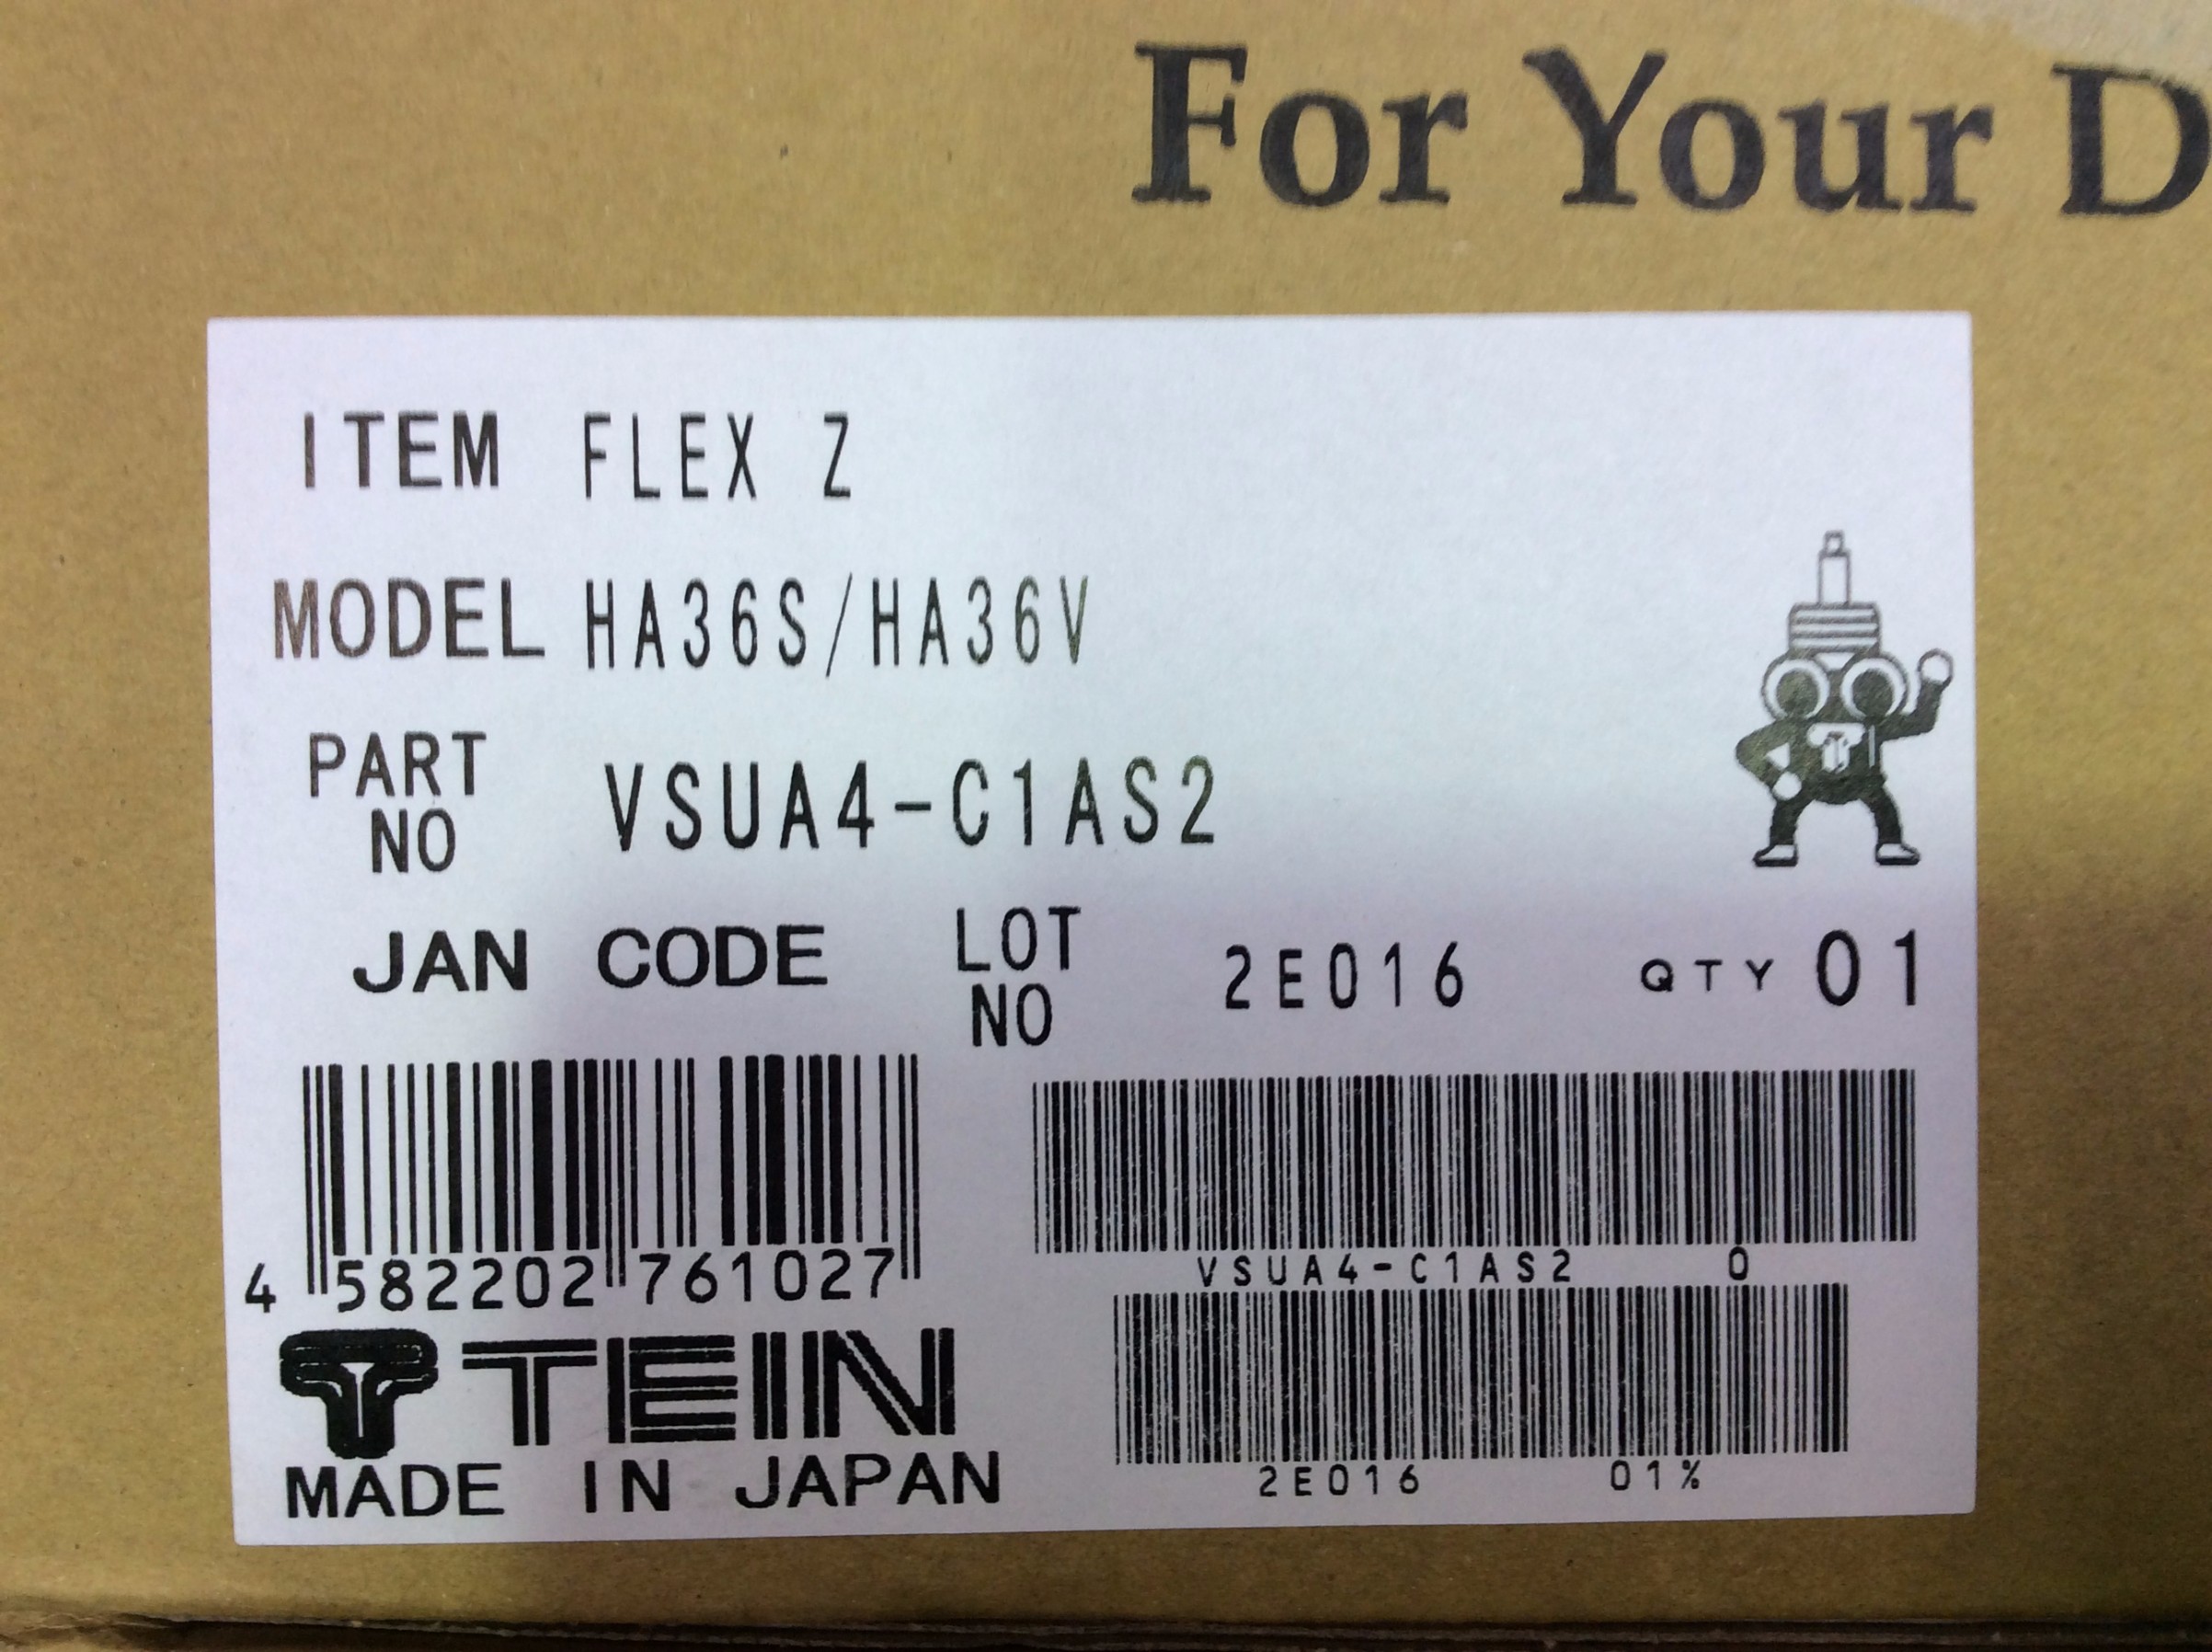 For Your D
ITEM FLEX Z
MODEL HA36S/HA36V
PART NO VSUA4-C1AS2
JAN CODE LOT NO 2E016 QTY 01
4 582202 761027
VSUA4-C1AS2 0
2E016 01%
TEIN
MADE IN JAPAN